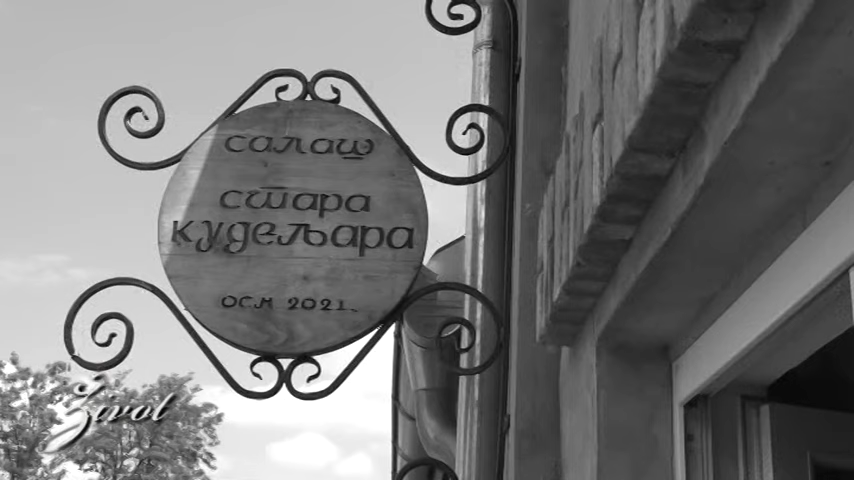 салаш
стара
кудељара
осн 2021.
Život